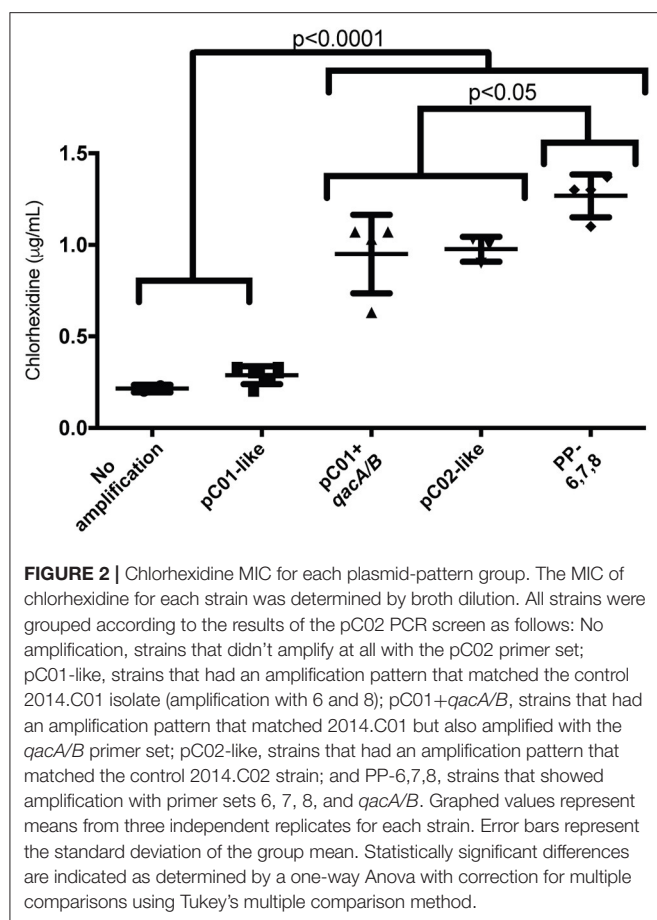 p<0.0001
p<0.05
1.5
1.0
0.5
0.0
Chlorhexidine (µg/mL)
No
amplification
pC01-like
pC01+
qacA/B
pC02-like
PP-
6,7,8
FIGURE 2 | Chlorhexidine MIC for each plasmid-pattern group. The MIC of
chlorhexidine for each strain was determined by broth dilution. All strains were
grouped according to the results of the pC02 PCR screen as follows: No
amplification, strains that didn't amplify at all with the pC02 primer set;
pC01-like, strains that had an amplification pattern that matched the control
2014.C01 isolate (amplification with 6 and 8); pC01+qacA/B, strains that had
an amplification pattern that matched 2014.C01 but also amplified with the
qacA/B primer set; pC02-like, strains that had an amplification pattern that
matched the control 2014.C02 strain; and PP-6,7,8, strains that showed
amplification with primer sets 6, 7, 8, and qacA/B. Graphed values represent
means from three independent replicates for each strain. Error bars represent
the standard deviation of the group mean. Statistically significant differences
are indicated as determined by a one-way Anova with correction for multiple
comparisons using Tukey's multiple comparison method.